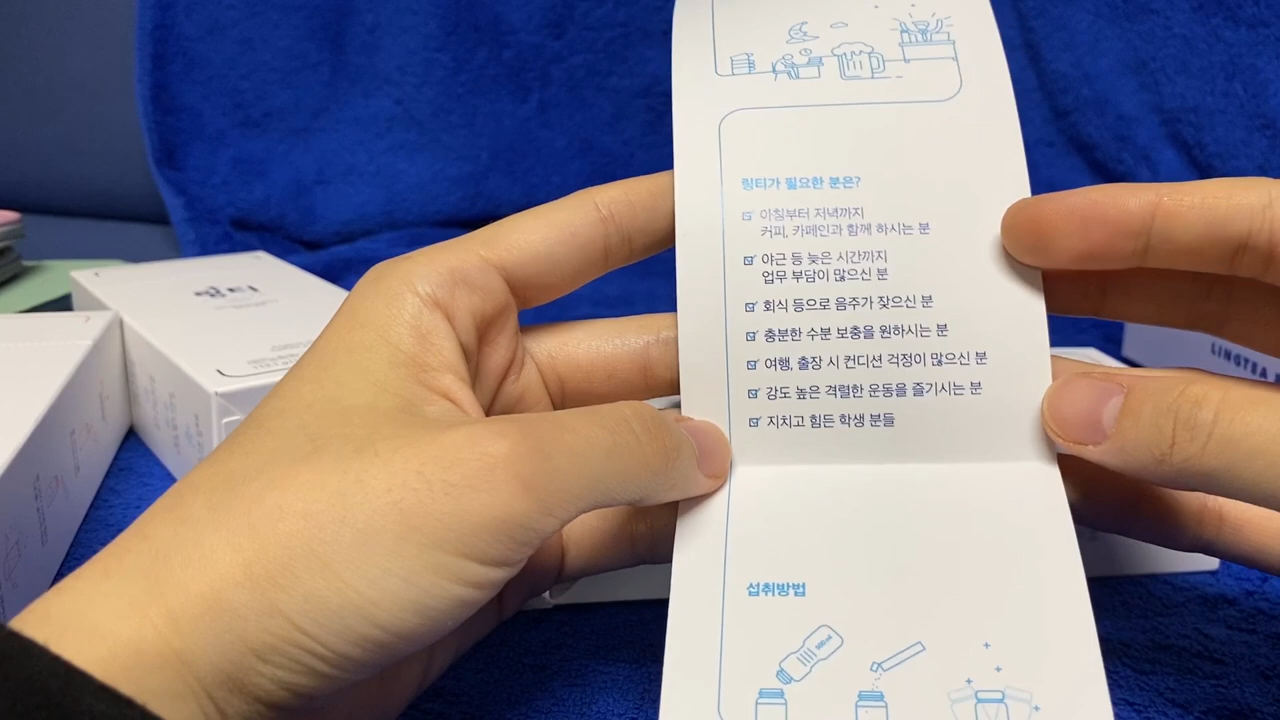 링티가 필요한 분은?
아침부터 저녁까지
커피, 카페인과 함께 하시는 분
야근 등 늦은 시간까지
업무 부담이 많으신 분
회식 등으로 음주가 잦으신 분
충분한 수분 보충을 원하시는 분
여행, 출장 시 컨디션 걱정이 많으신 분
강도 높은 격렬한 운동을 즐기시는 분
지치고 힘든 학생 분들
섭취방법
500ml
링티
LINGTEA